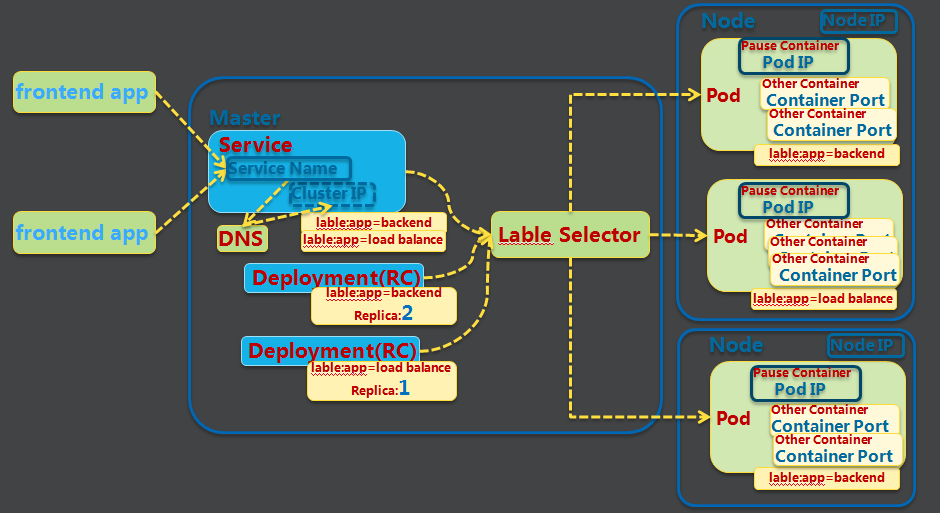 frontend app
frontend app
Master
Service
Service Name
Cluster IP
lable:app=backend
lable:app=load balance
DNS
Deployment(RC)
lable:app=backend
Replica:2
Deployment(RC)
lable:app=load balance
Replica:1
Lable Selector
Node
Node IP
Pause Container
Pod IP
Pod
Other Container
Container Port
Other Container
Container Port
lable:app=backend
Pause Container
Pod IP
Pod
Other Container
Other Container
Other Container
Container Port
lable:app=load balance
Node
Node IP
Pause Container
Pod IP
Pod
Other Container
Container Port
Other Container
Container Port
lable:app=backend